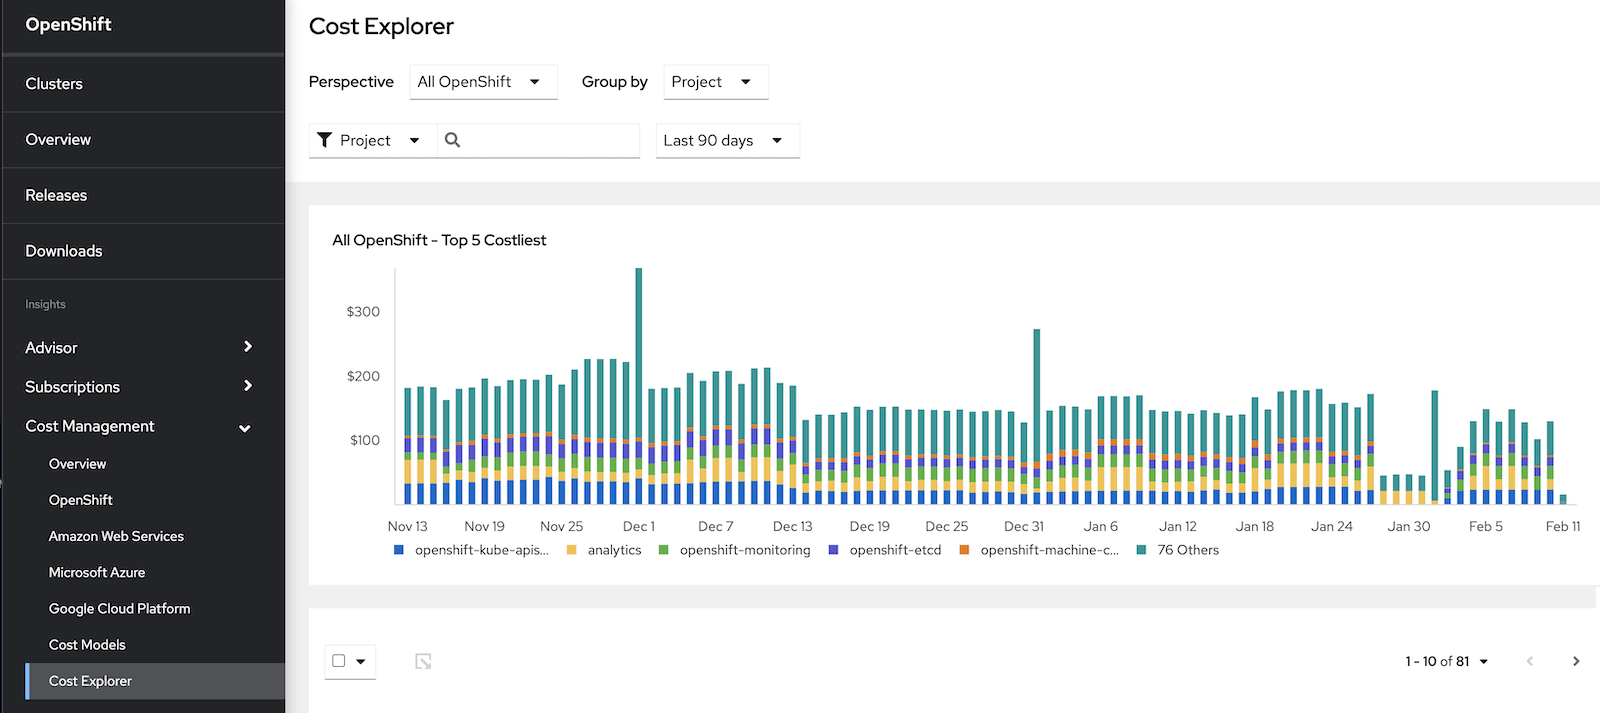 OpenShift
Clusters
Overview
Releases
Downloads
Insights
Advisor
Subscriptions
Cost Management
Overview
OpenShift
Amazon Web Services
Microsoft Azure
Google Cloud Platform
Cost Models
Cost Explorer
Cost Explorer
Perspective All OpenShift Group by Project
Project Last 90 days
All OpenShift - Top 5 Costliest
$300
$200
$100
Nov 13 Nov 19 Nov 25 Dec 1 Dec 7 Dec 13 Dec 19 Dec 25 Dec 31 Jan 6 Jan 12 Jan 18 Jan 24 Jan 30 Feb 5 Feb 11
openshift-kube-apis... analytics openshift-monitoring openshift-etcd openshift-machine-c... 76 Others
1 - 10 of 81